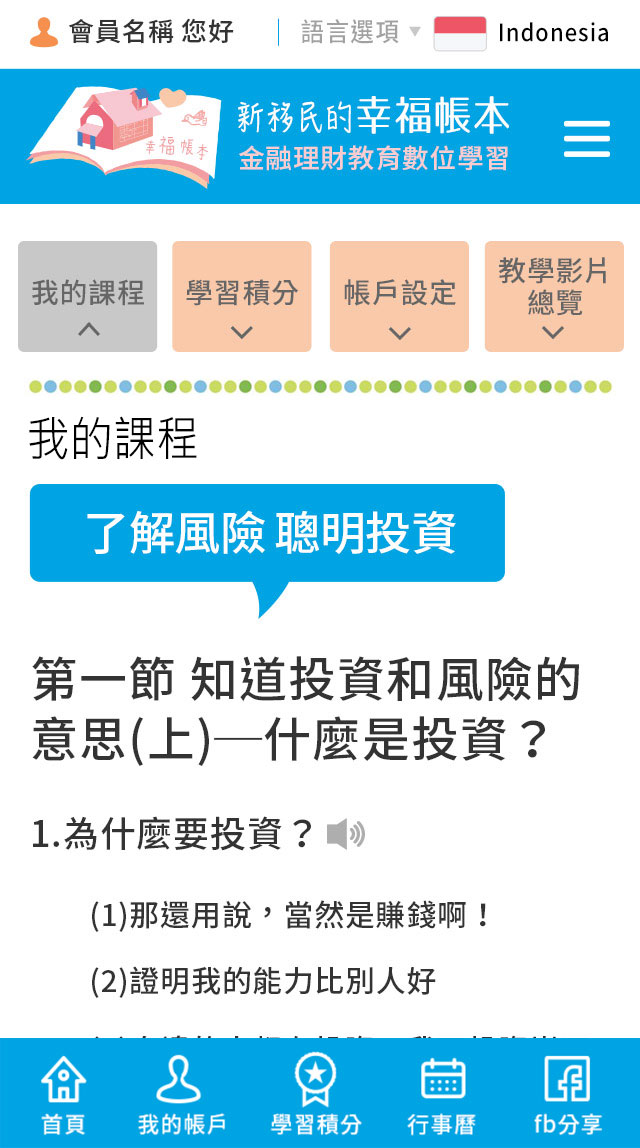 會員名稱 您好
語言選項 ▼ Indonesia
幸福帳本
新移民的幸福帳本
金融理財教育數位學習
我的課程
學習積分
帳戶設定
教學影片
總覽
我的課程
了解風險 聰明投資
第一節 知道投資和風險的
意思(上)─什麼是投資？
1.為什麼要投資？
(1)那還用說，當然是賺錢啊！
(2)證明我的能力比別人好
首頁
我的帳戶
學習積分
行事曆
fb分享